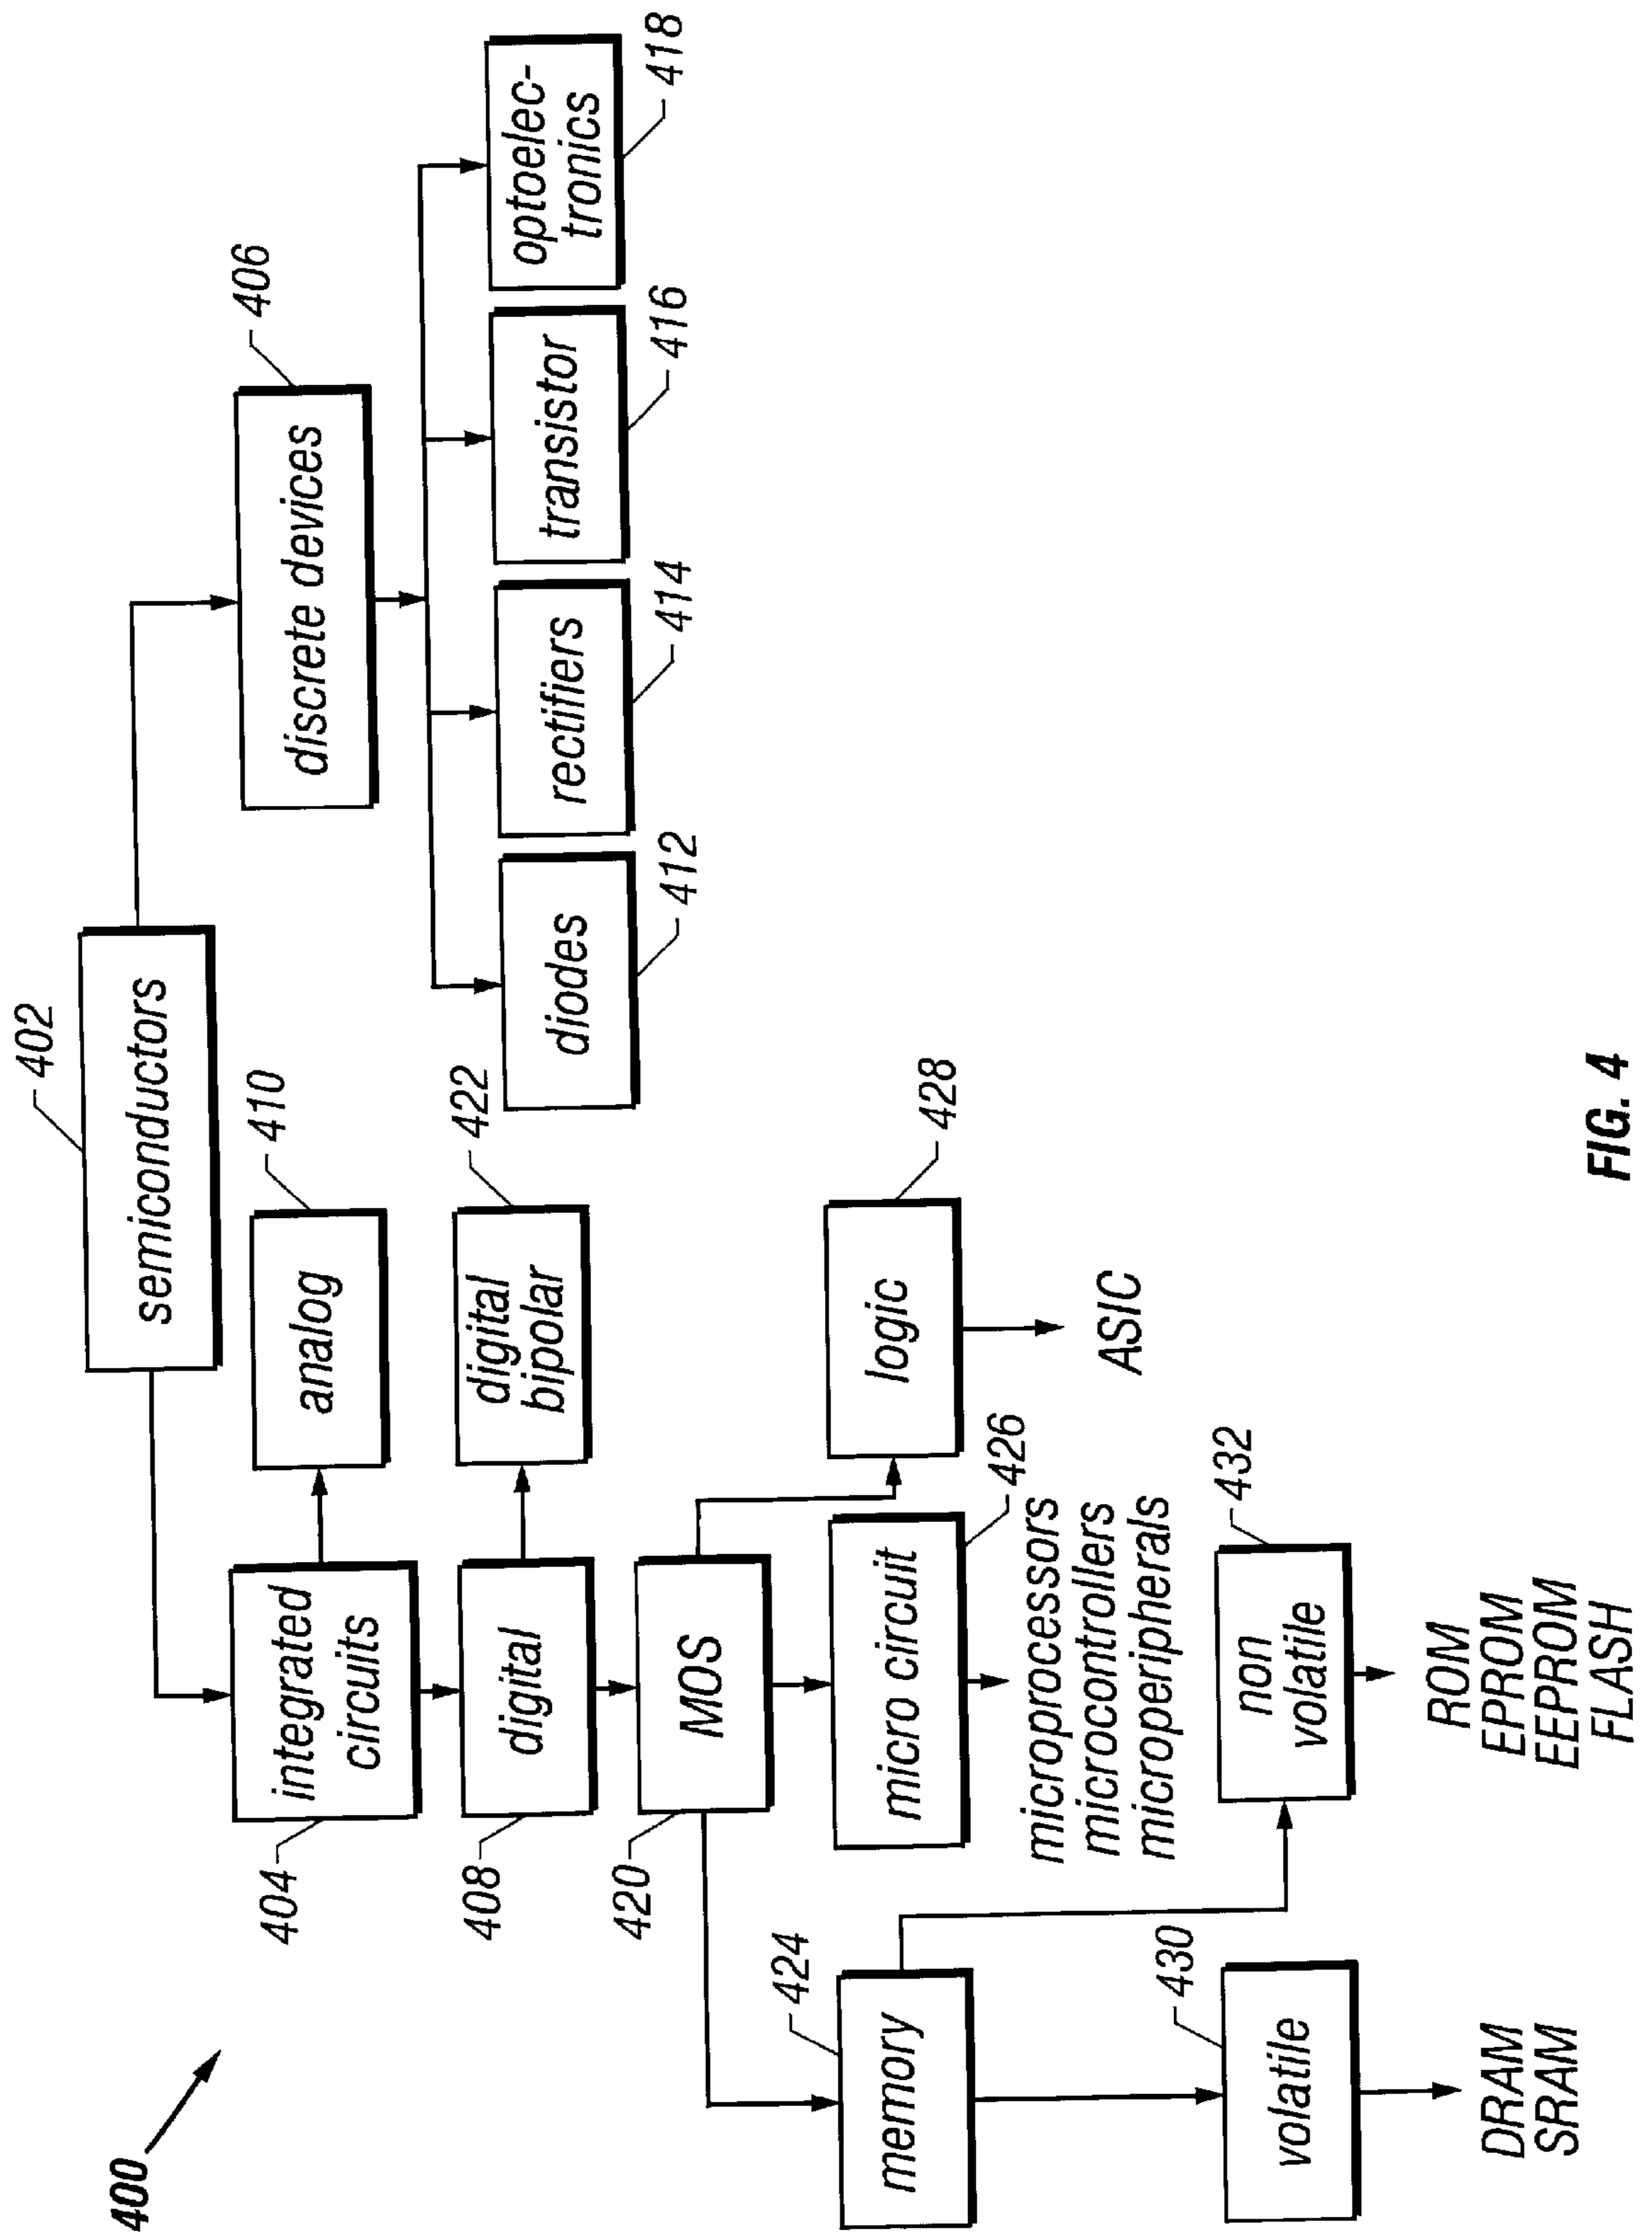 400
402
semiconductors
404
integrated
circuits
410
analog
406
discrete devices
408
digital
422
digital
bipolar
412
diodes
414
rectifiers
416
transistor
418
optoelec-
tronics
420
MOS
424
memory
micro circuit
426
logic
428
microprocessors
microcontrollers
microperipherals
ASIC
430
volatile
non
volatile
432
DRAM
SRAM
ROM
EPROM
EEPROM
FLASH
FIG. 4